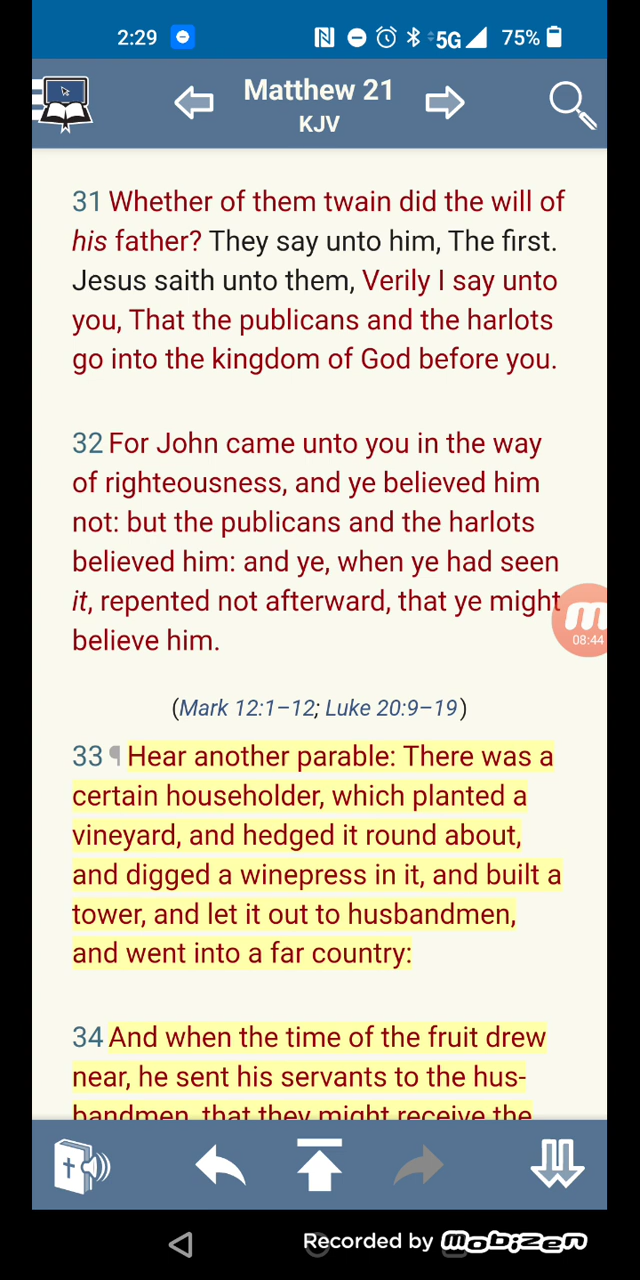 2:29 5G 75%
Matthew 21
KJV
31 Whether of them twain did the will of
his father? They say unto him, The first.
Jesus saith unto them, Verily I say unto
you, That the publicans and the harlots
go into the kingdom of God before you.
32 For John came unto you in the way
of righteousness, and ye believed him
not: but the publicans and the harlots
believed him: and ye, when ye had seen
it, repented not afterward, that ye might
believe him.
m
08:44
(Mark 12:1–12; Luke 20:9–19)
33 ¶ Hear another parable: There was a
certain householder, which planted a
vineyard, and hedged it round about,
and digged a winepress in it, and built a
tower, and let it out to husbandmen,
and went into a far country:
34 And when the time of the fruit drew
near, he sent his servants to the hus-
bandmen, that they might receive the
Recorded by mobizen